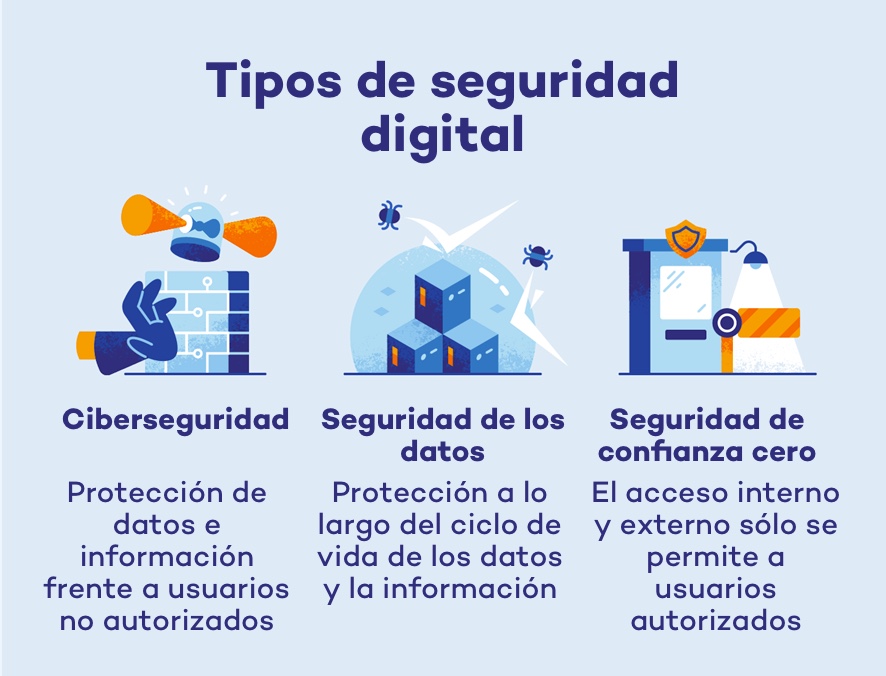 Tipos de seguridad
digital
Ciberseguridad
Protección de
datos e
información
frente a usuarios
no autorizados
Seguridad de los
datos
Protección a lo
largo del ciclo de
vida de los datos
y la información
Seguridad de
confianza cero
El acceso interno
y externo sólo se
permite a
usuarios
autorizados